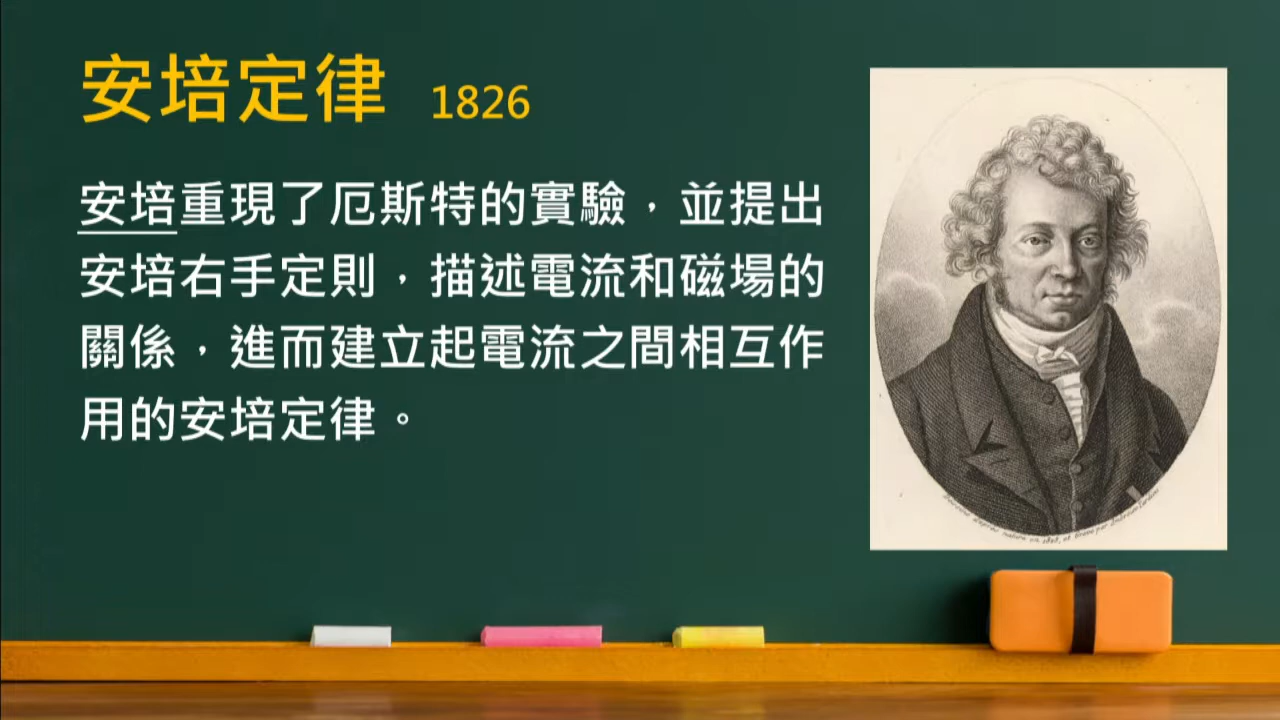 安培定律 1826
安培重現了厄斯特的實驗，並提出
安培右手定則，描述電流和磁場的
關係，進而建立起電流之間相互作
用的安培定律。